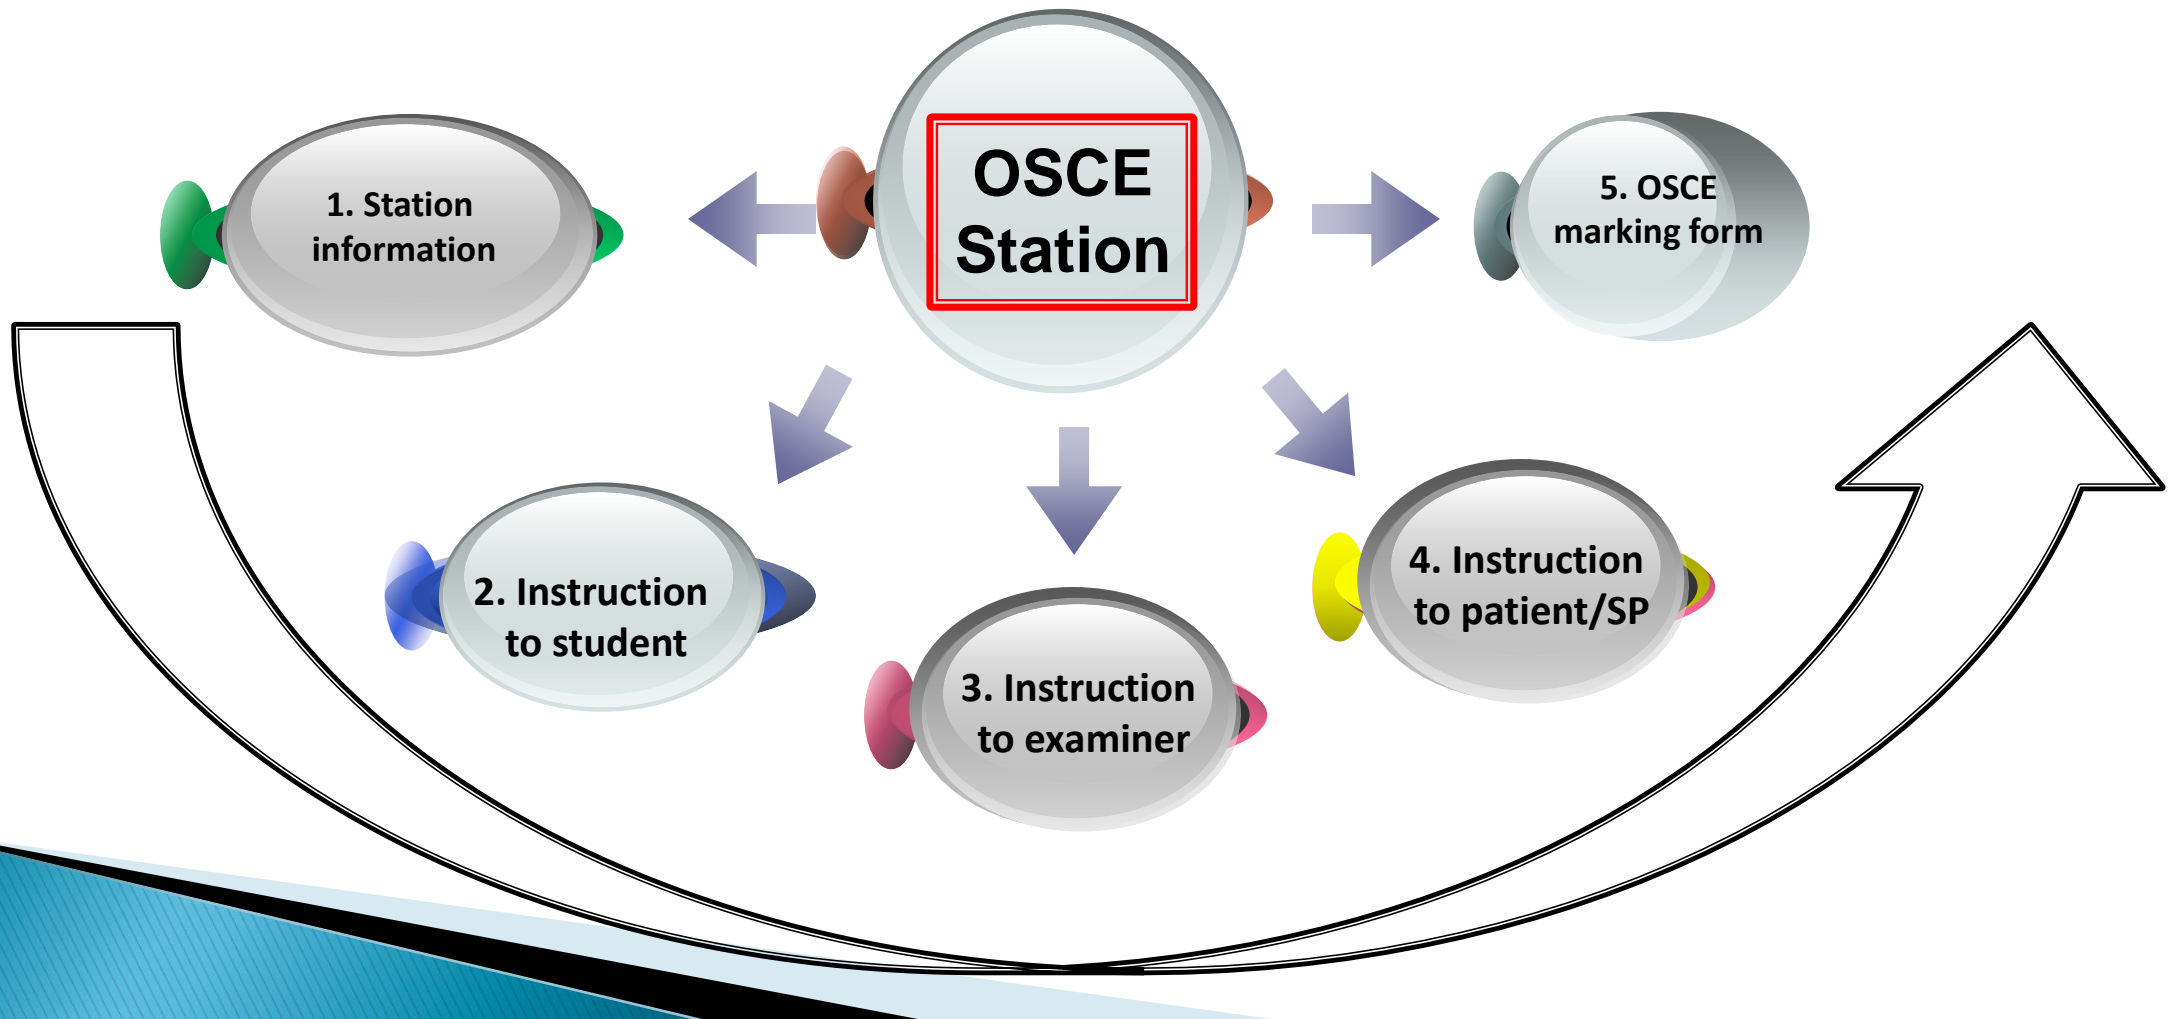 OSCE
Station
1. Station
information
2. Instruction
to student
3. Instruction
to examiner
4. Instruction
to patient/SP
5. OSCE
marking form